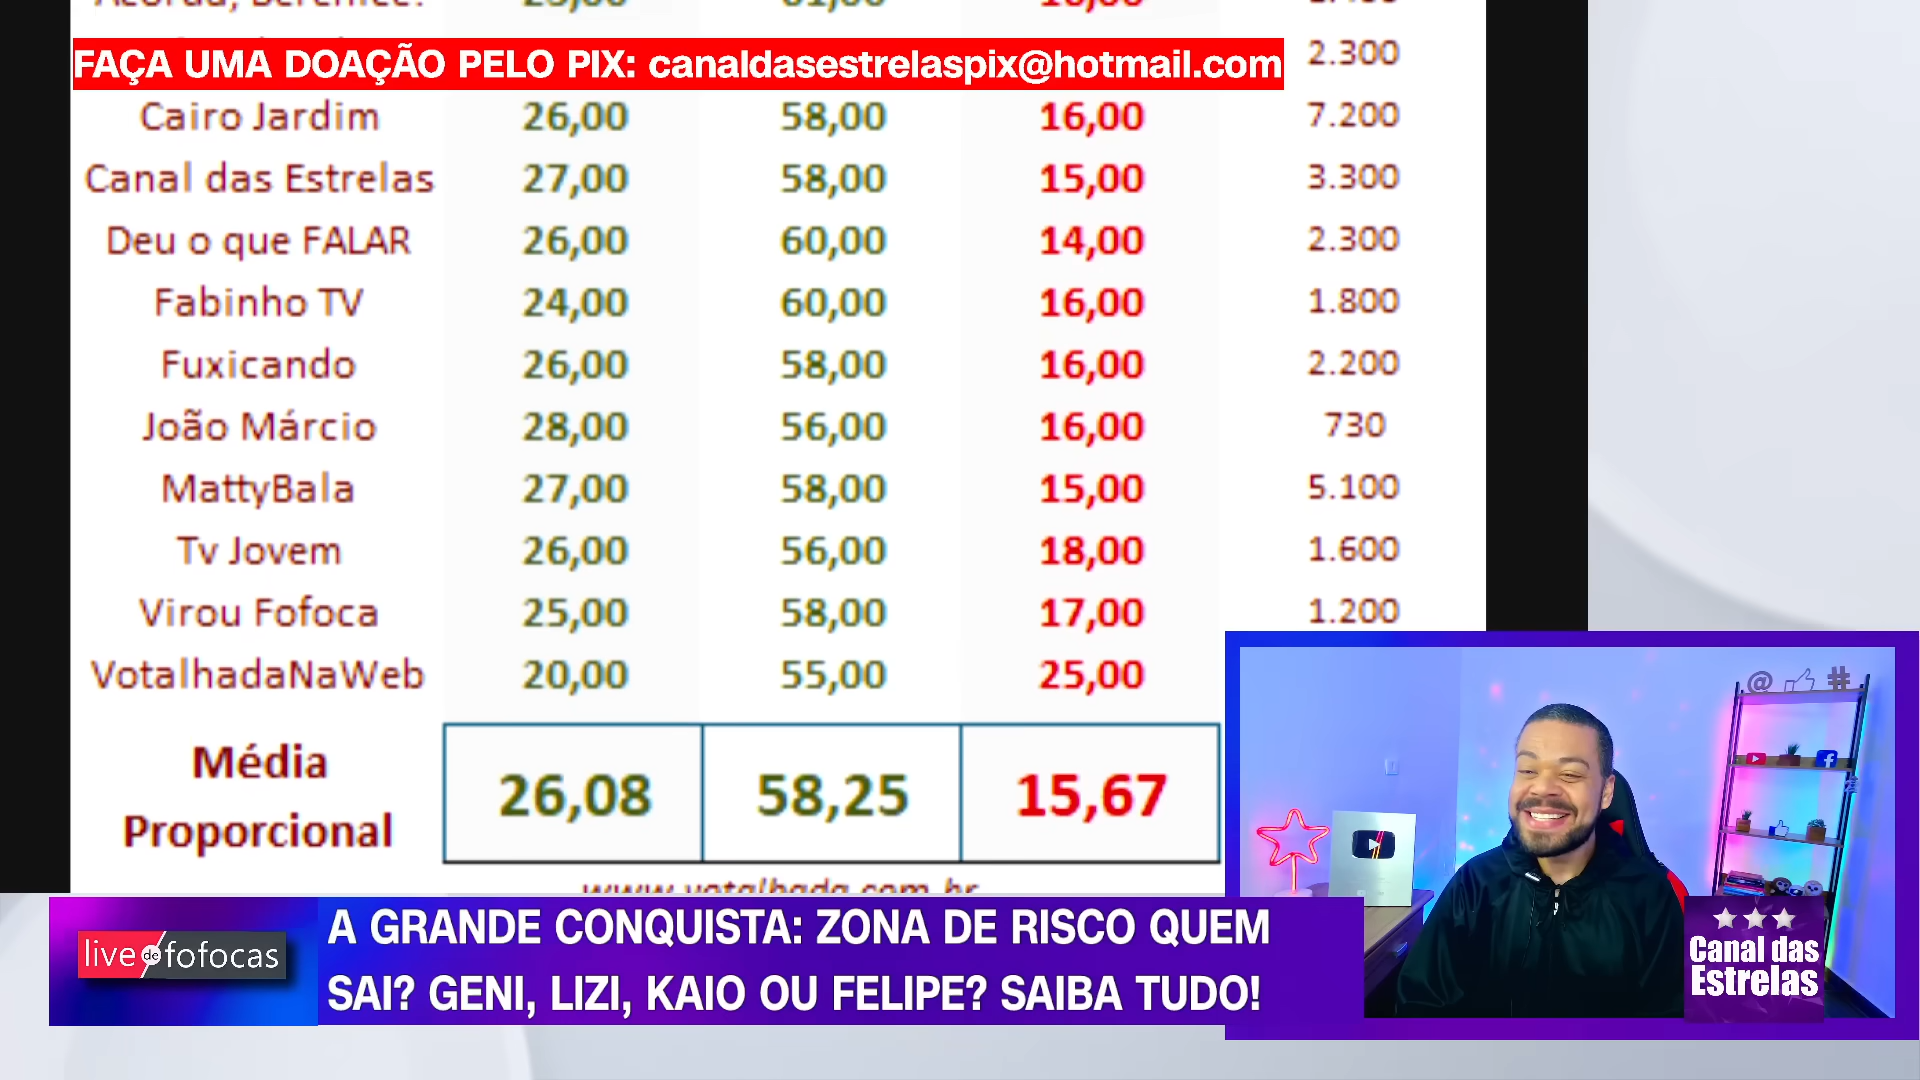 FAÇA UMA DOAÇÃO PELO PIX: canaldasestrelaspix@hotmail.com
2.300
Cairo Jardim 26,00 58,00 16,00 7.200
Canal das Estrelas 27,00 58,00 15,00 3.300
Deu o que FALAR 26,00 60,00 14,00 2.300
Fabinho TV 24,00 60,00 16,00 1.800
Fuxicando 26,00 58,00 16,00 2.200
João Márcio 28,00 56,00 16,00 730
MattyBala 27,00 58,00 15,00 5.100
Tv Jovem 26,00 56,00 18,00 1.600
Virou Fofoca 25,00 58,00 17,00 1.200
VotalhadaNaWeb 20,00 55,00 25,00
Média
Proporcional
26,08 58,25 15,67
www.votalhada.com.br
live de fofocas
A GRANDE CONQUISTA: ZONA DE RISCO QUEM
SAI? GENI, LIZI, KAIO OU FELIPE? SAIBA TUDO!
@ #
Canal das
Estrelas